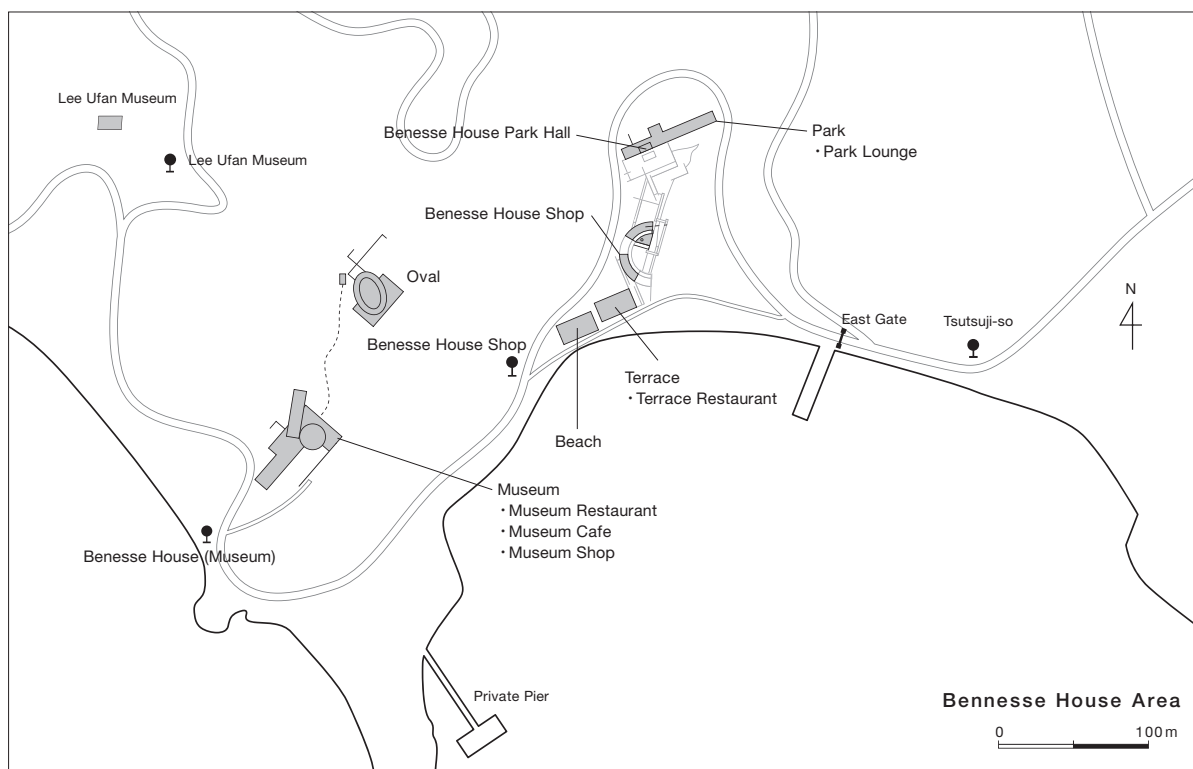 Lee Ufan Museum
Lee Ufan Museum
Benesse House Park Hall
Park
・Park Lounge
Benesse House Shop
Oval
N
East Gate
Tsutsuji-so
Benesse House Shop
Terrace
・Terrace Restaurant
Beach
Museum
・Museum Restaurant
・Museum Cafe
・Museum Shop
Benesse House (Museum)
Private Pier
Bennesse House Area
0 100m